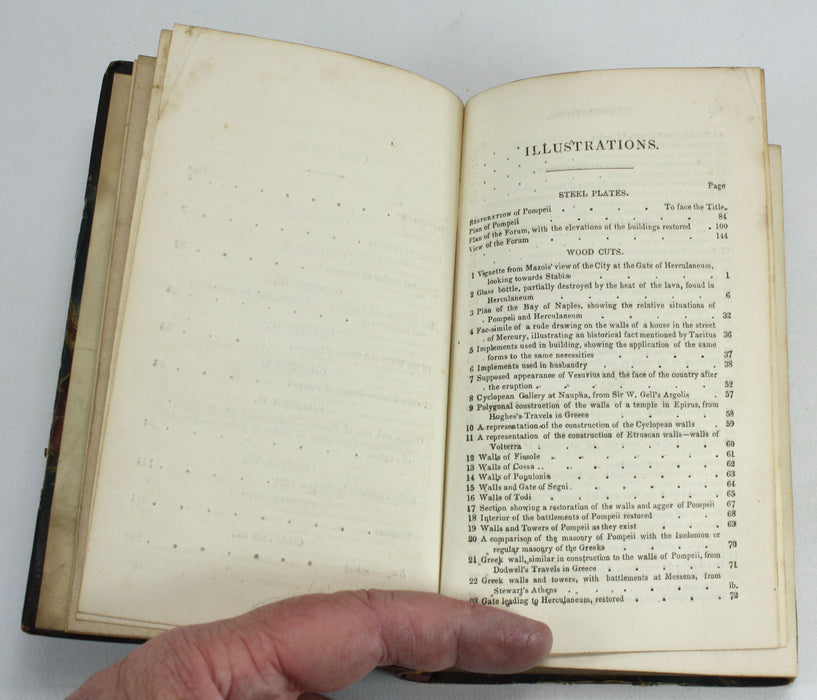 ILLUSTRATIONS.
STEEL PLATES.
Page
RESTORATION of Pompeii . . . . To face the Title.
Plan of Pompeii . . . . . . 84
Plan of the Forum, with the elevations of the buildings restored . 100
View of the Forum . . . . . . 144
WOOD CUTS.
1 Vignette from Mazois' view of the City at the Gate of Herculaneum,
looking towards Stabiæ . . . . . 1
2 Glass bottle, partially destroyed by the heat of the lava, found in
Herculaneum . . . . . . 6
3 Plan of the Bay of Naples, showing the relative situations of
Pompeii and Herculaneum . . . . 32
4 Fac-simile of a rude drawing on the walls of a house in the street
of Mercury, illustrating an historical fact mentioned by Tacitus 36
5 Implements used in building, showing the application of the same
forms to the same necessities . . . . 37
6 Implements used in husbandry . . . . 38
7 Supposed appearance of Vesuvius and the face of the country after
the eruption . . . . . . 52
8 Cyclopean Gallery at Nauplia, from Sir W. Gell's Argolis . 57
9 Polygonal construction of the walls of a temple in Epirus, from
Hughes's Travels in Greece . . . . 58
10 A representation of the construction of the Cyclopean walls . 59
11 A representation of the construction of Etruscan walls—walls of
Volterra . . . . . . 60
12 Walls of Fiesole . . . . . 61
13 Walls of Cossa . . . . . . 62
14 Walls of Populonia . . . . . 63
15 Walls and Gate of Segni . . . . . 64
16 Walls of Todi . . . . . . 65
17 Section showing a restoration of the walls and agger of Pompeii 67
18 Interior of the battlements of Pompeii restored . . 68
19 Walls and Towers of Pompeii as they exist . . . 69
20 A comparison of the masonry of Pompeii with the Isodomon or
regular masonry of the Greeks . . . . 70
21 Greek wall, similar in construction to the walls of Pompeii, from
Dodwell's Travels in Greece . . . . 71
22 Greek walls and towers, with battlements at Messena, from
Stewart's Athens . . . . . ib.
23 Gate leading to Herculaneum, restored . . . . 72